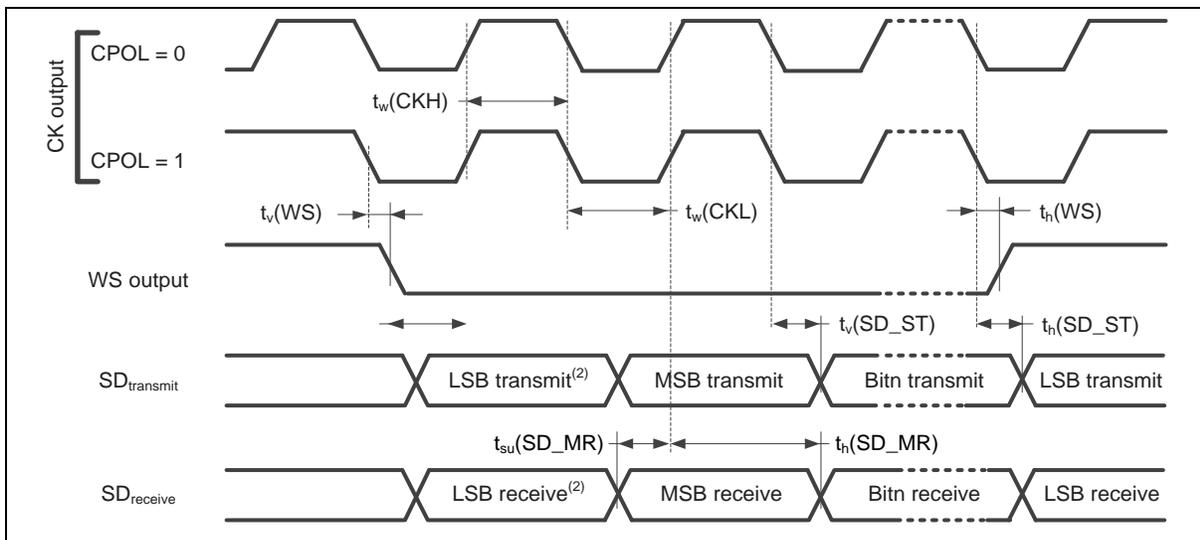 CK output
CPOL = 0
tw(CKH)
CPOL = 1
tv(WS)
tw(CKL)
th(WS)
WS output
tv(SD_ST)
th(SD_ST)
SDtransmit
LSB transmit(2)
MSB transmit
Bitn transmit
LSB transmit
tsu(SD_MR)
th(SD_MR)
SDreceive
LSB receive(2)
MSB receive
Bitn receive
LSB receive